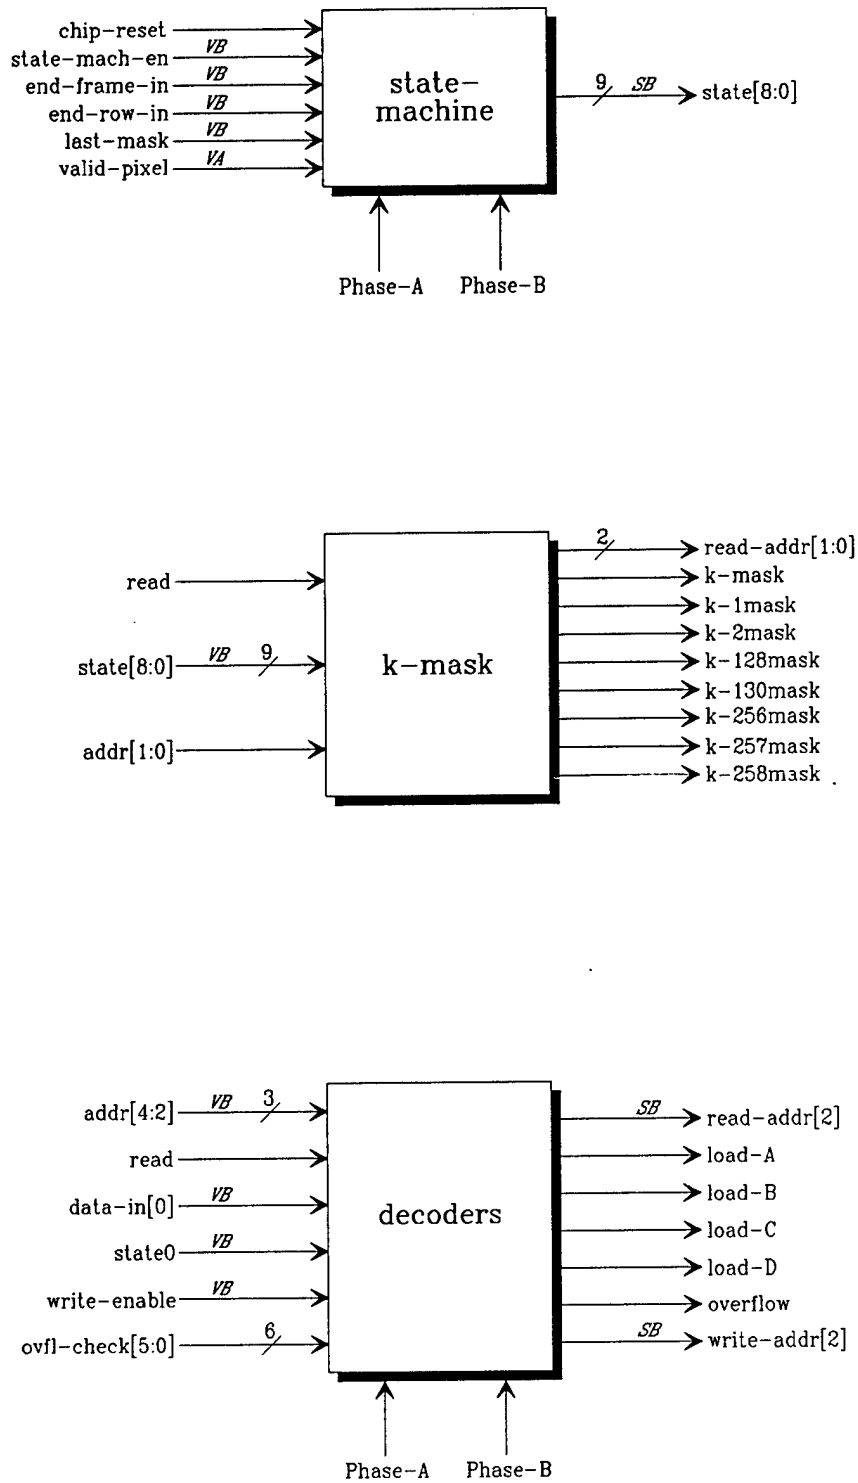 chip-reset
state-mach-en VB
end-frame-in VB
end-row-in VB
last-mask VB
valid-pixel VA
state-
machine
9 SB state[8:0]
Phase-A Phase-B
read
state[8:0] VB 9
addr[1:0]
k-mask
2 read-addr[1:0]
k-mask
k-1mask
k-2mask
k-128mask
k-130mask
k-256mask
k-257mask
k-258mask
addr[4:2] VB 3
read
data-in[0] VB
state0 VB
write-enable VB
ovfl-check[5:0] 6
decoders
SB read-addr[2]
load-A
load-B
load-C
load-D
overflow
SB write-addr[2]
Phase-A Phase-B